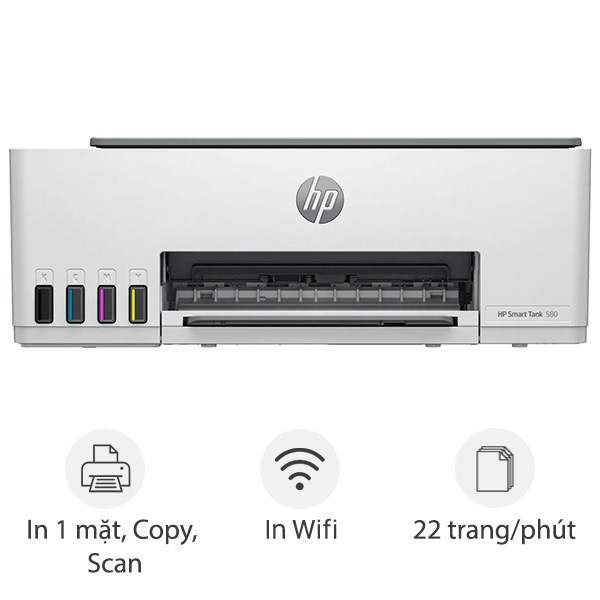 hp
K C M Y
HP Smart Tank 580
In 1 mặt, Copy,
Scan
In Wifi
22 trang/phút